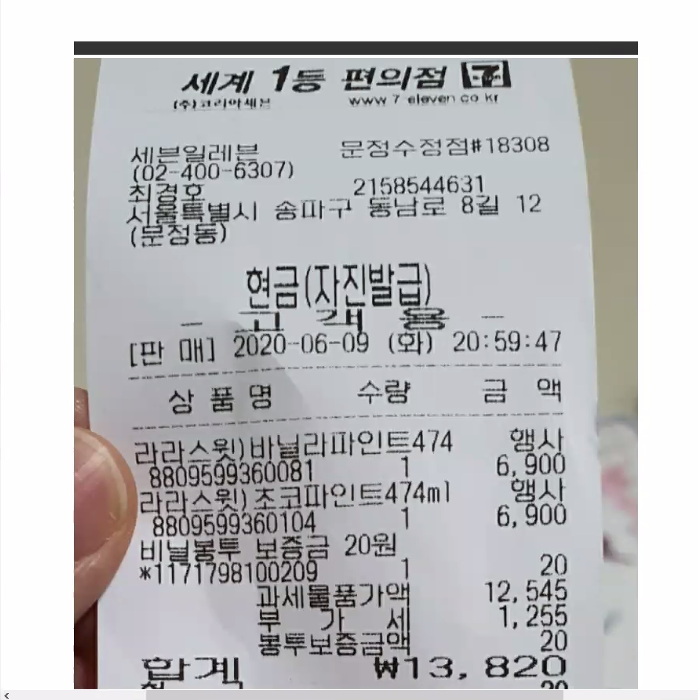 세계 1등 편의점
(주)코리아세븐 www 7-eleven co kr
세븐일레븐 문정수정점#18308
(02-400-6307)
최경호 2158544631
서울특별시 송파구 동남로 8길 12
(문정동)
현금(자진발급)
- 고 객 용 -
[판 매] 2020-06-09 (화) 20:59:47
상 품 명 수량 금 액
라라스윗)바닐라파인트474 행사
8809599360081 1 6,900
라라스윗)초코파인트474ml 행사
8809599360104 1 6,900
비닐봉투 보증금 20원
*1171798100209 1 20
과세물품가액 12,545
부 가 세 1,255
봉투보증금액 20
합계 ₩13,820